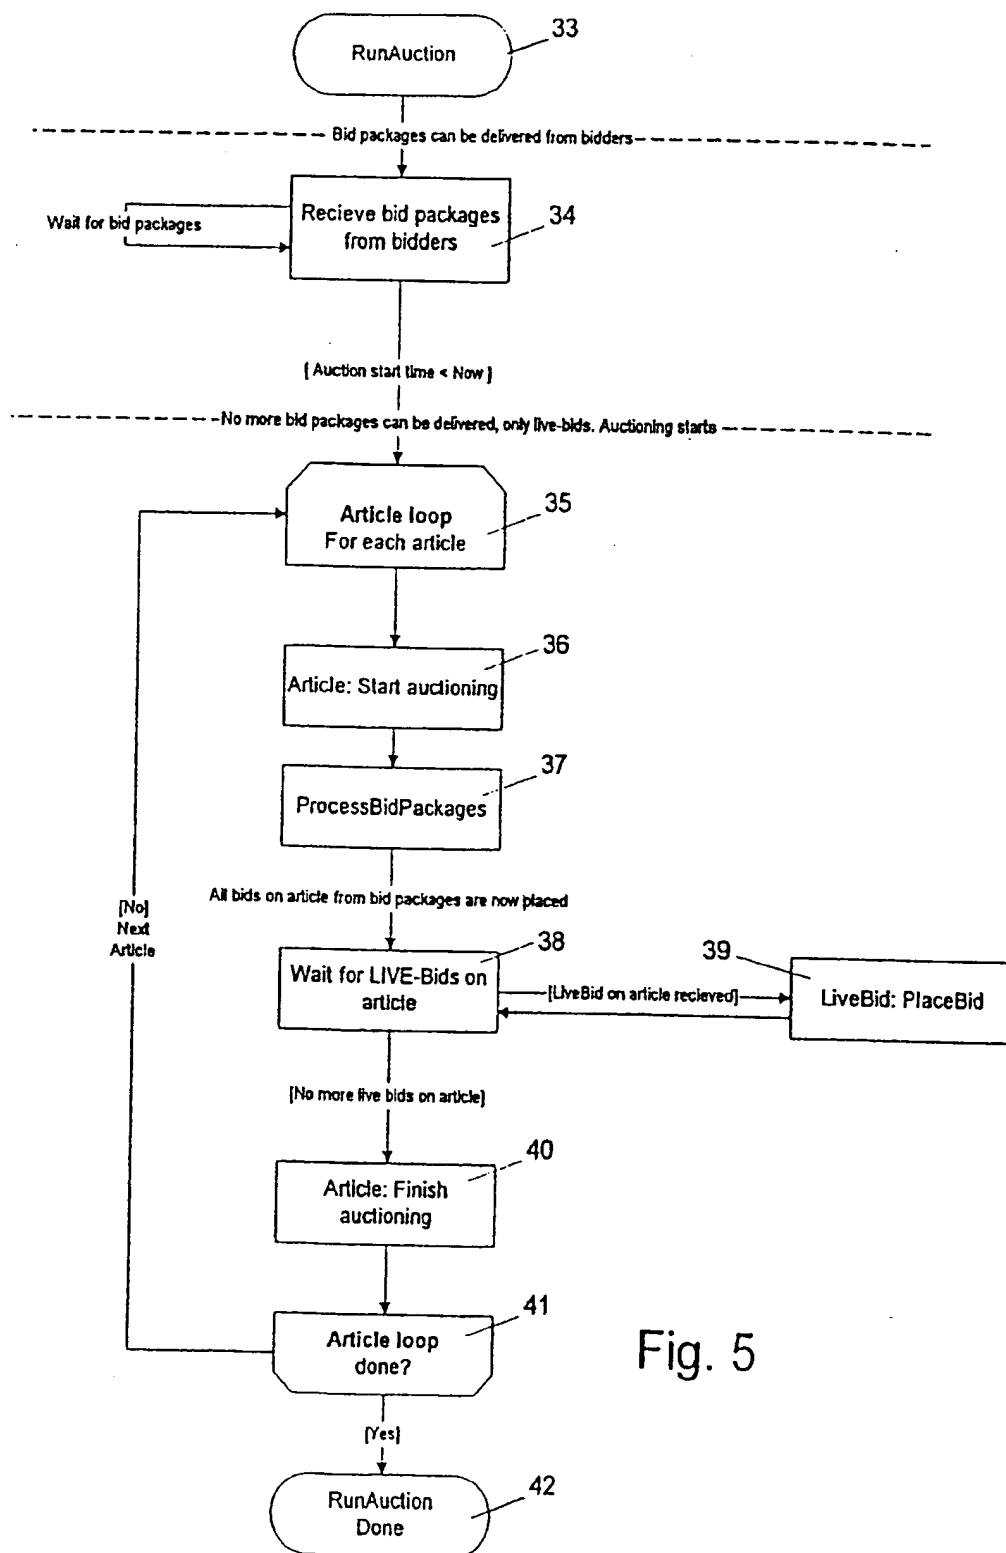 33
RunAuction
Bid packages can be delivered from bidders
Recieve bid packages
from bidders
34
Wait for bid packages
[ Auction start time < Now ]
No more bid packages can be delivered, only live-bids. Auctioning starts
35
Article loop
For each article
36
Article: Start auctioning
37
ProcessBidPackages
All bids on article from bid packages are now placed
[No]
Next
Article
38
Wait for LIVE-Bids on
article
[LiveBid on article recieved]
39
LiveBid: PlaceBid
[No more live bids on article]
40
Article: Finish
auctioning
41
Article loop
done?
Fig. 5
[Yes]
42
RunAuction
Done